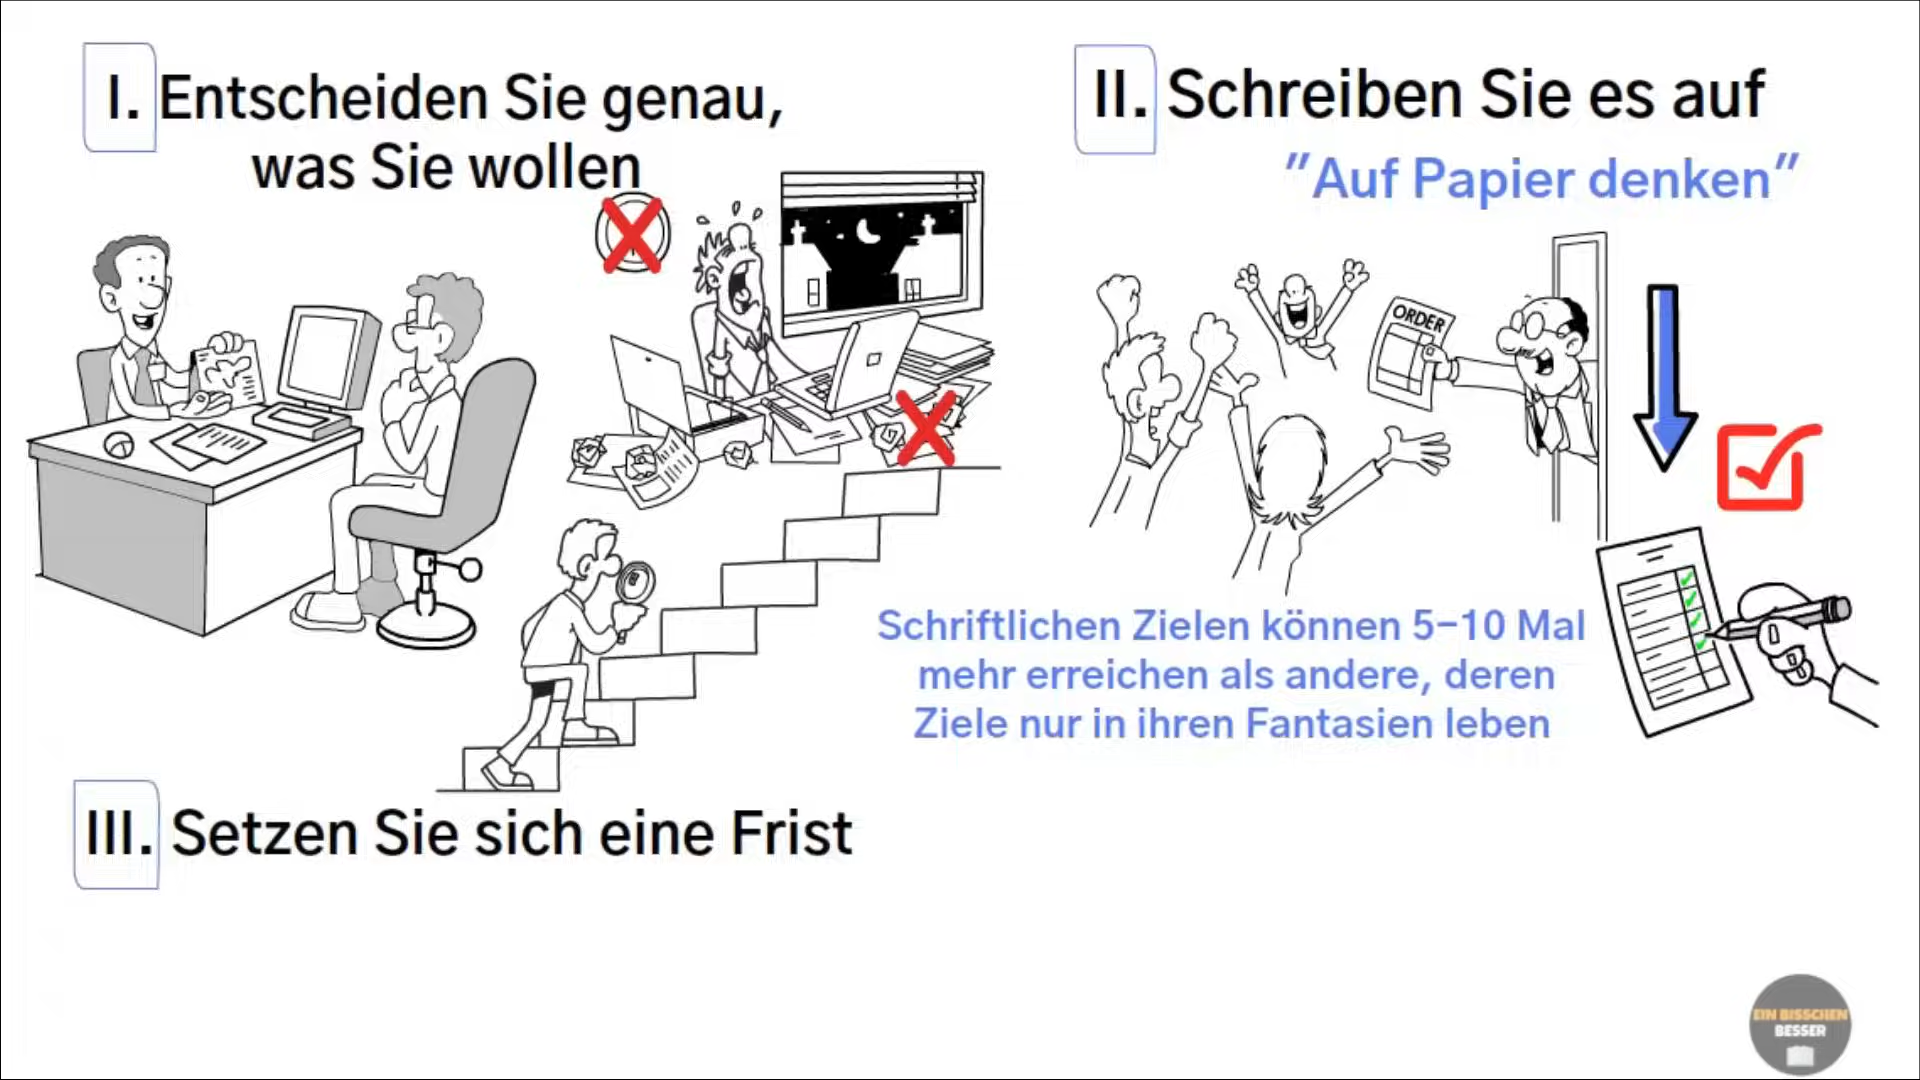 I. Entscheiden Sie genau,
was Sie wollen
II. Schreiben Sie es auf
"Auf Papier denken"
ORDER
Schriftlichen Zielen können 5-10 Mal
mehr erreichen als andere, deren
Ziele nur in ihren Fantasien leben
III. Setzen Sie sich eine Frist
EIN BISSCHEN
BESSER